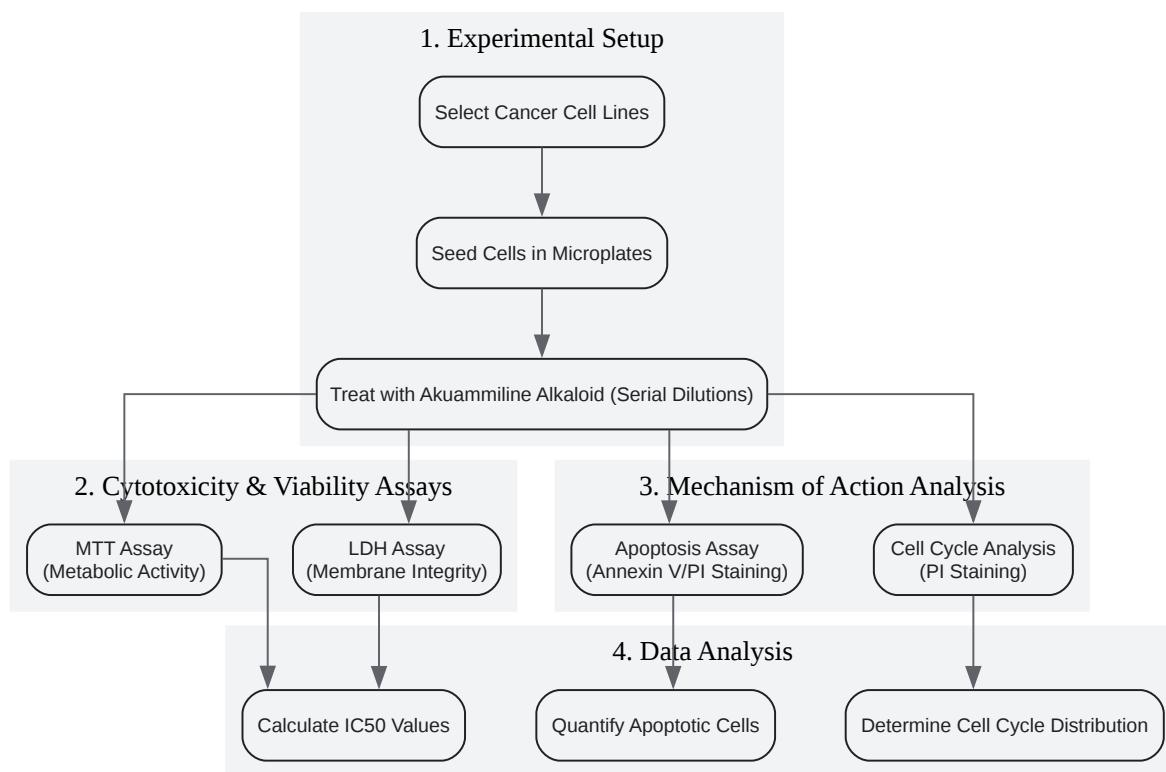 1. Experimental Setup
Select Cancer Cell Lines
Seed Cells in Microplates
Treat with Akuammiline Alkaloid (Serial Dilutions)
2. Cytotoxicity & Viability Assays
MTT Assay
(Metabolic Activity)
LDH Assay
(Membrane Integrity)
3. Mechanism of Action Analysis
Apoptosis Assay
(Annexin V/PI Staining)
Cell Cycle Analysis
(PI Staining)
4. Data Analysis
Calculate IC50 Values
Quantify Apoptotic Cells
Determine Cell Cycle Distribution